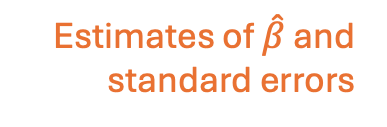 Estimates of β̂ and
standard errors